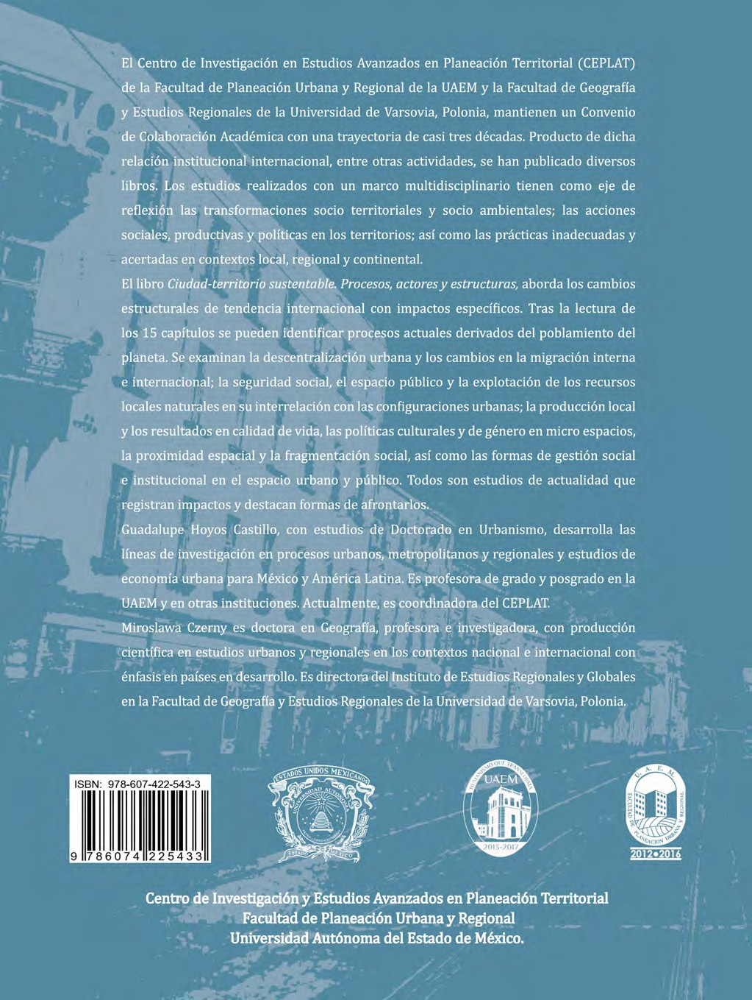 El Centro de Investigación en Estudios Avanzados en Planeación Territorial (CEPLAT)
de la Facultad de Planeación Urbana y Regional de la UAEM y la Facultad de Geografía
y Estudios Regionales de la Universidad de Varsovia, Polonia, mantienen un Convenio
de Colaboración Académica con una trayectoria de casi tres décadas. Producto de dicha
relación institucional internacional, entre otras actividades, se han publicado diversos
libros. Los estudios realizados con un marco multidisciplinario tienen como eje de
reflexión las transformaciones socio territoriales y socio ambientales; las acciones
sociales, productivas y políticas en los territorios; así como las prácticas inadecuadas y
acertadas en contextos local, regional y continental.
El libro Ciudad-territorio sustentable. Procesos, actores y estructuras, aborda los cambios
estructurales de tendencia internacional con impactos específicos. Tras la lectura de
los 15 capítulos se pueden identificar procesos actuales derivados del poblamiento del
planeta. Se examinan la descentralización urbana y los cambios en la migración interna
e internacional; la seguridad social, el espacio público y la explotación de los recursos
locales naturales en su interrelación con las configuraciones urbanas; la producción local
y los resultados en calidad de vida, las políticas culturales y de género en micro espacios,
la proximidad espacial y la fragmentación social, así como las formas de gestión social
e institucional en el espacio urbano y público. Todos son estudios de actualidad que
registran impactos y destacan formas de afrontarlos.
Guadalupe Hoyos Castillo, con estudios de Doctorado en Urbanismo, desarrolla las
líneas de investigación en procesos urbanos, metropolitanos y regionales y estudios de
economía urbana para México y América Latina. Es profesora de grado y posgrado en la
UAEM y en otras instituciones. Actualmente, es coordinadora del CEPLAT.
Miroslawa Czerny es doctora en Geografía, profesora e investigadora, con producción
científica en estudios urbanos y regionales en los contextos nacional e internacional con
énfasis en países en desarrollo. Es directora del Instituto de Estudios Regionales y Globales
en la Facultad de Geografía y Estudios Regionales de la Universidad de Varsovia, Polonia.
ISBN: 978-607-422-543-3
9 786074 225433
ESTADOS UNIDOS MEXICANOS
UNIVERSIDAD AUTÓNOMA
ESTADO MÉXICO
HUMANISMO QUE TRANSFORMA
UAEM
2013-2017
U. A. E. M.
FACULTAD DE PLANEACIÓN URBANA Y REGIONAL
2012•2016
Centro de Investigación y Estudios Avanzados en Planeación Territorial
Facultad de Planeación Urbana y Regional
Universidad Autónoma del Estado de México.